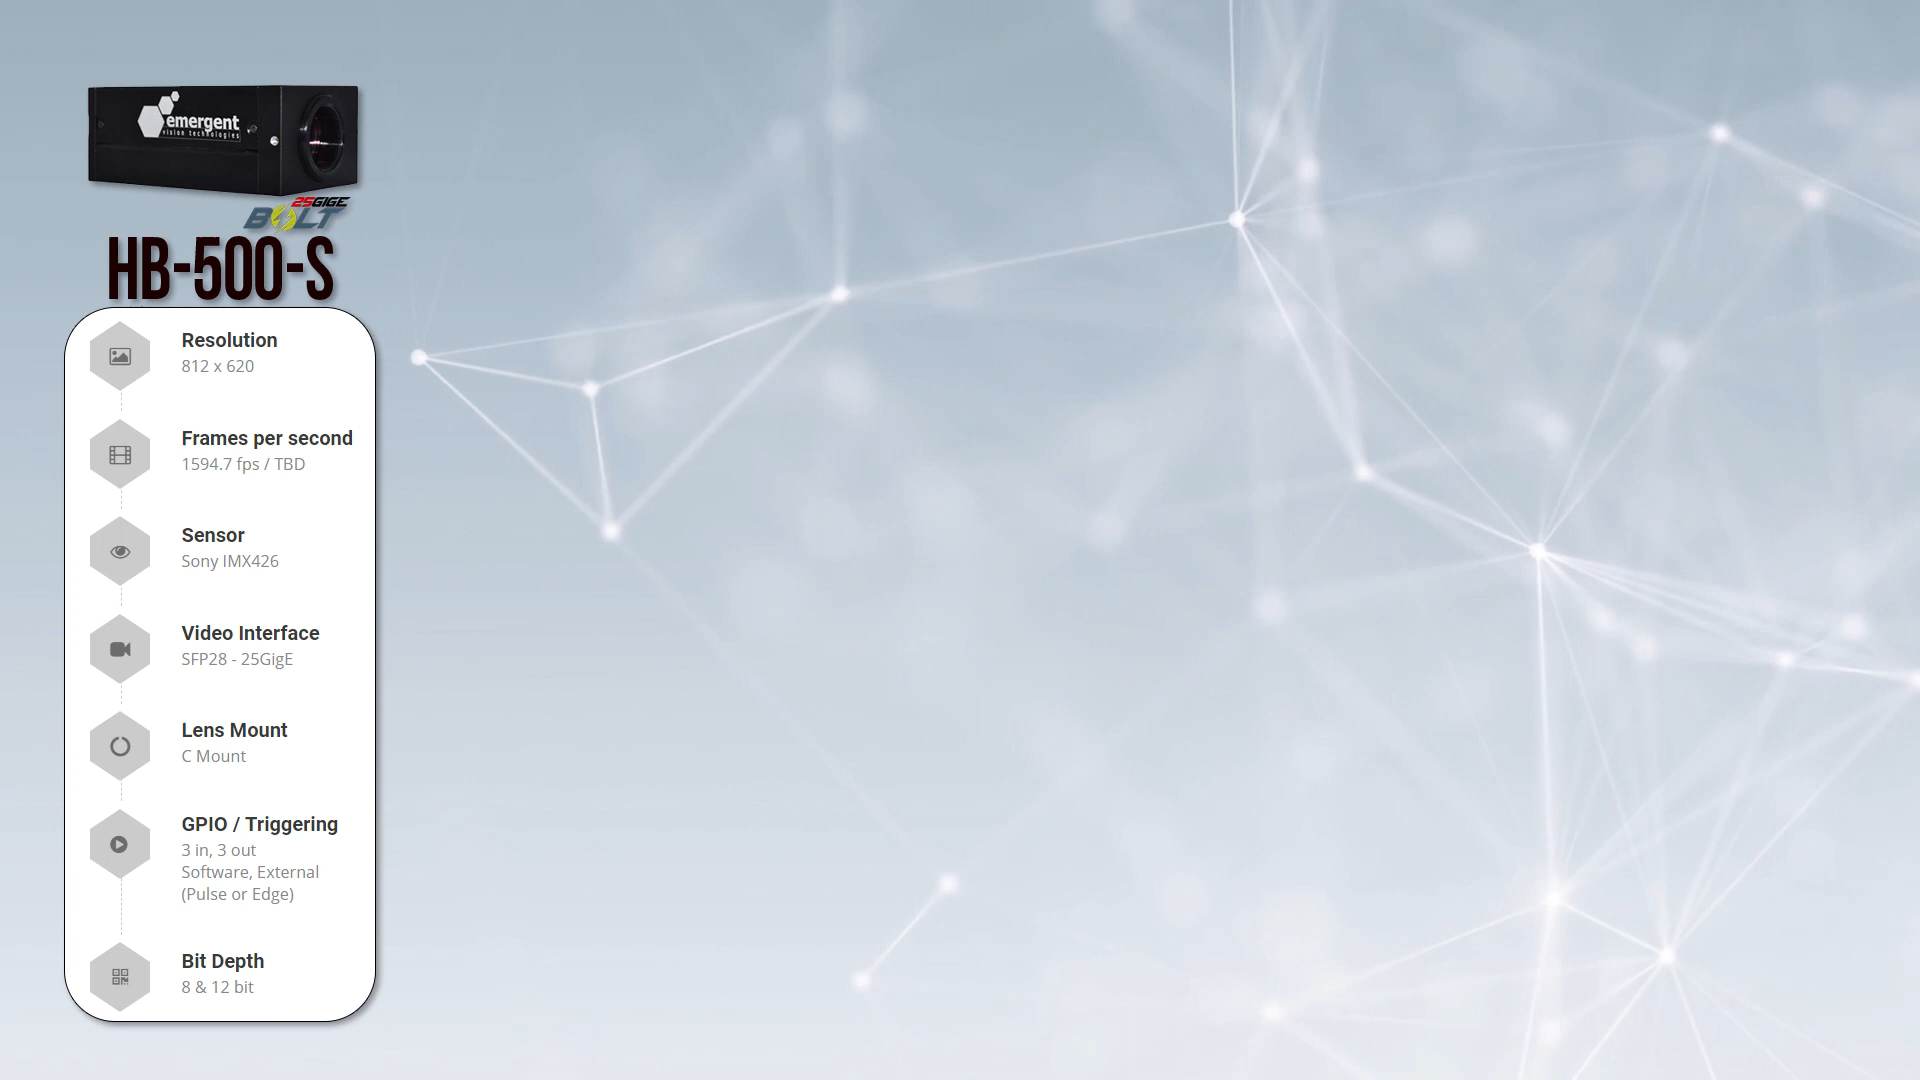 emergent
vision technologies
25GIGE
BOLT
HB-500-S
Resolution
812 x 620
Frames per second
1594.7 fps / TBD
Sensor
Sony IMX426
Video Interface
SFP28 - 25GigE
Lens Mount
C Mount
GPIO / Triggering
3 in, 3 out
Software, External
(Pulse or Edge)
Bit Depth
8 & 12 bit